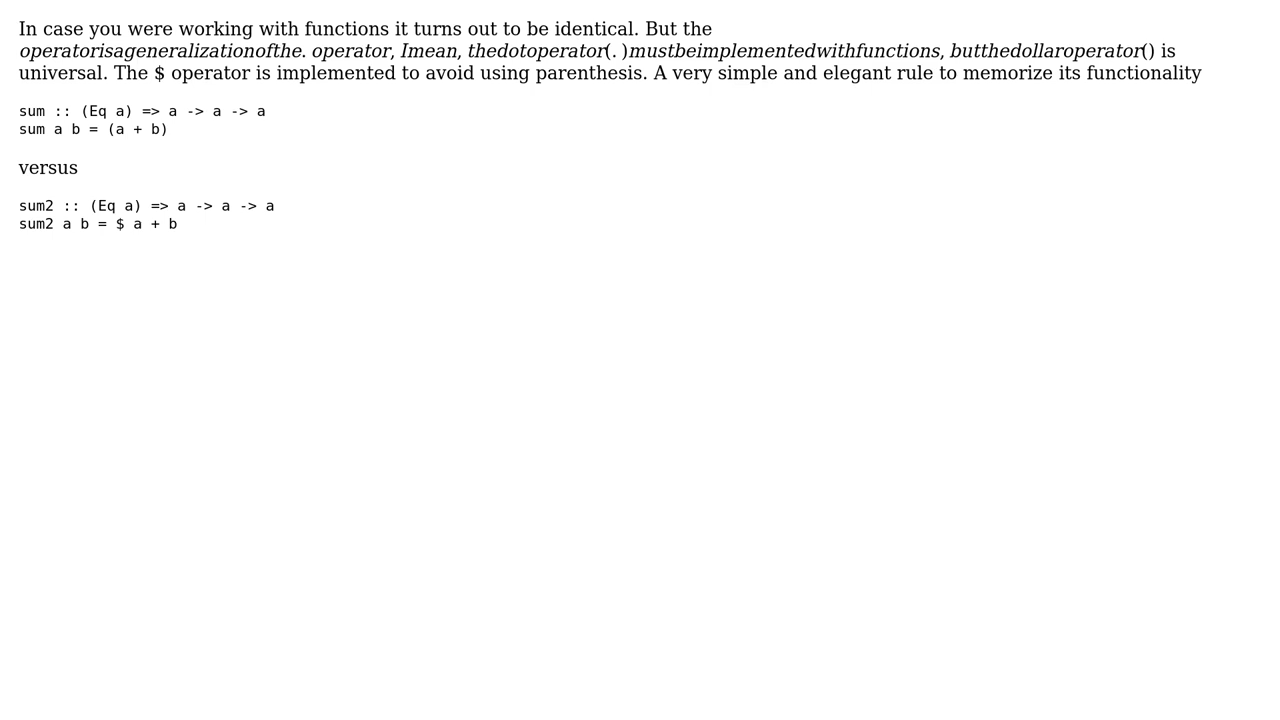 In case you were working with functions it turns out to be identical. But the
operatorisageneralizationofthe. operator, Imean, thedotoperator(. )mustbeimplementedwithfunctions, butthedollaroperator() is
universal. The $ operator is implemented to avoid using parenthesis. A very simple and elegant rule to memorize its functionality
sum :: (Eq a) => a -> a -> a
sum a b = (a + b)
versus
sum2 :: (Eq a) => a -> a -> a
sum2 a b = $ a + b